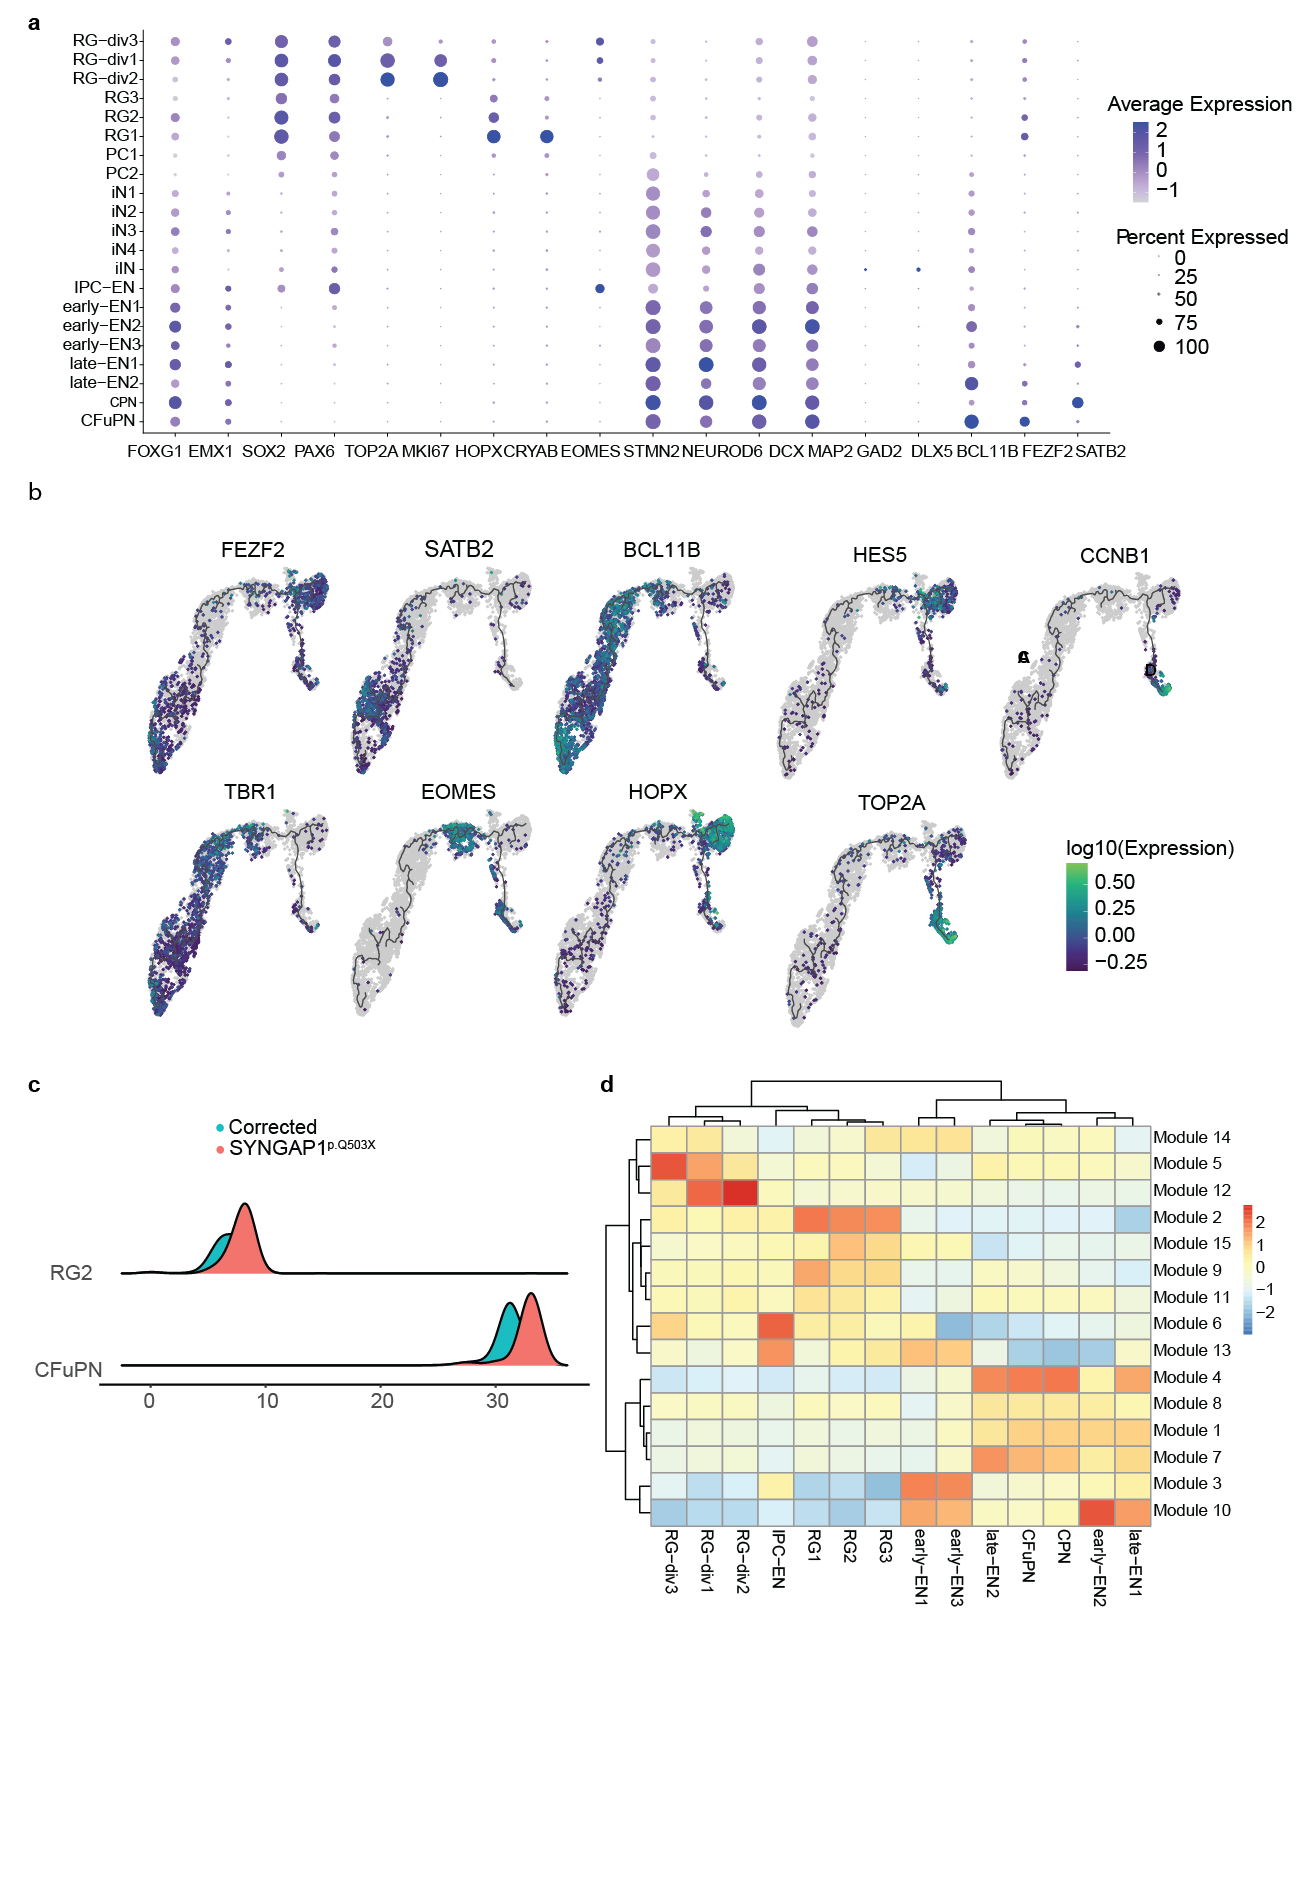 a
RG−div3
RG−div1
RG−div2
RG3
RG2
RG1
PC1
PC2
iN1
iN2
iN3
iN4
iIN
IPC−EN
early−EN1
early−EN2
early−EN3
late−EN1
late−EN2
CPN
CFuPN
FOXG1 EMX1 SOX2 PAX6 TOP2A MKI67 HOPX CRYAB EOMES STMN2 NEUROD6 DCX MAP2 GAD2 DLX5 BCL11B FEZF2 SATB2
Average Expression
2
1
0
−1
Percent Expressed
0
25
50
75
100
b
FEZF2
SATB2
BCL11B
HES5
CCNB1
D
TBR1
EOMES
HOPX
TOP2A
log10(Expression)
0.50
0.25
0.00
−0.25
c
Corrected
SYNGAP1p.Q503X
RG2
CFuPN
0 10 20 30
d
Module 14
Module 5
Module 12
Module 2
Module 15
Module 9
Module 11
Module 6
Module 13
Module 4
Module 8
Module 1
Module 7
Module 3
Module 10
2
1
0
−1
−2
RG−div3
RG−div1
RG−div2
IPC−EN
RG1
RG2
RG3
early−EN1
early−EN3
late−EN2
CFuPN
CPN
early−EN2
late−EN1